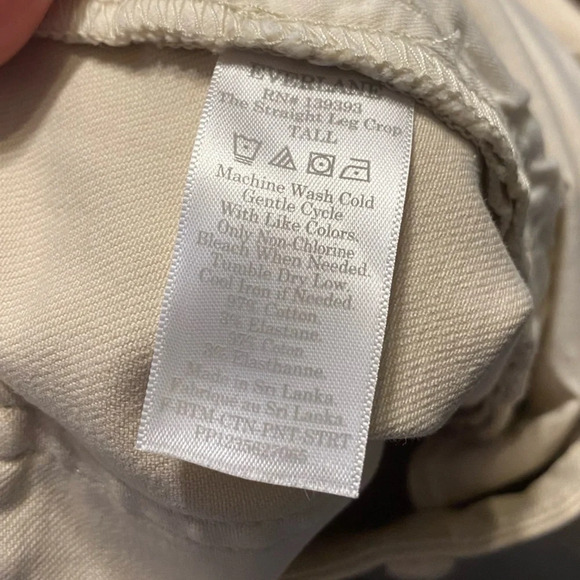 EVERLANE
RN# 139393
The Straight Leg Crop
TALL
Machine Wash Cold
Gentle Cycle
With Like Colors.
Only Non-Chlorine
Bleach When Needed.
Tumble Dry Low.
Cool Iron if Needed.
97% Cotton.
3% Elastane.
97% Coton.
3% Elasthanne.
Made in Sri Lanka
Fabriqué au Sri Lanka
F-BTM-CTN-PNT-STRT